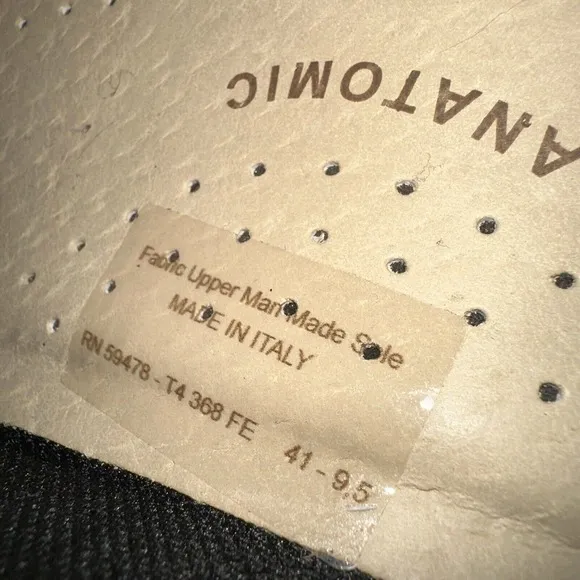 ANATOMIC
Fabric Upper Man Made Sole
MADE IN ITALY
RN 59478 - T4 368 FE 41 - 9.5